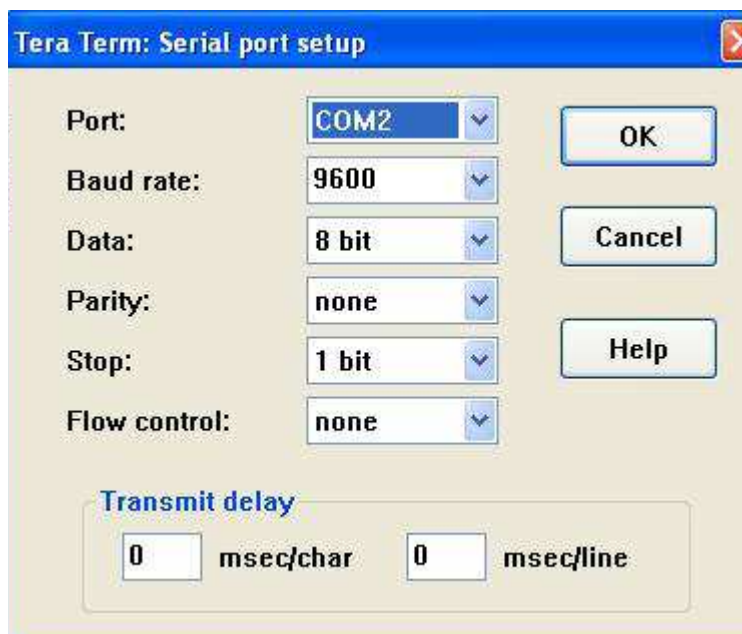 Tera Term: Serial port setup
Port: COM2 OK
Baud rate: 9600
Data: 8 bit Cancel
Parity: none
Stop: 1 bit Help
Flow control: none
Transmit delay
0 msec/char 0 msec/line